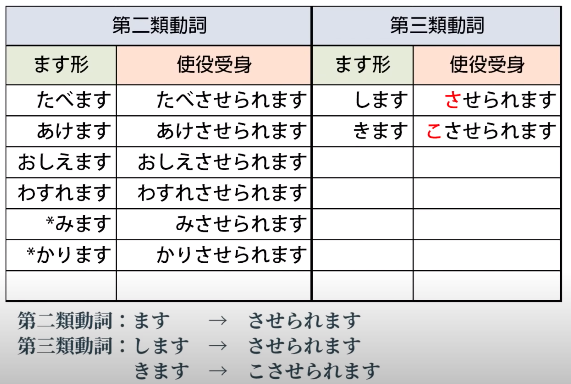 第二類動詞 第三類動詞
ます形 使役受身 ます形 使役受身
たべます たべさせられます します させられます
あけます あけさせられます きます こさせられます
おしえます おしえさせられます
わすれます わすれさせられます
*みます みさせられます
*かります かりさせられます
第二類動詞：ます → させられます
第三類動詞：します → させられます
きます → こさせられます